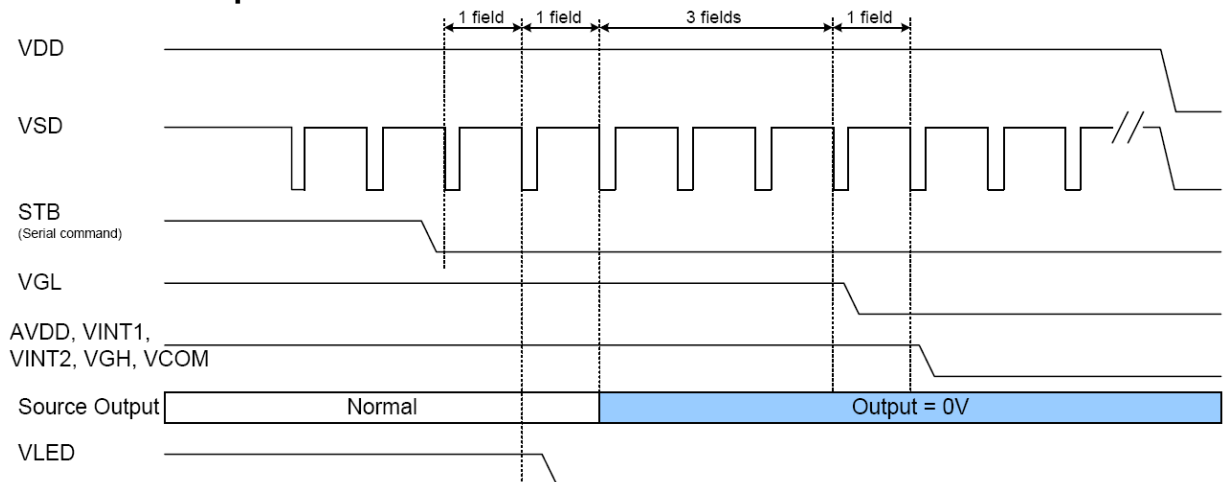 1 field 1 field 3 fields 1 field
VDD
VSD
STB
(Serial command)
VGL
AVDD, VINT1,
VINT2, VGH, VCOM
Source Output Normal Output = 0V
VLED